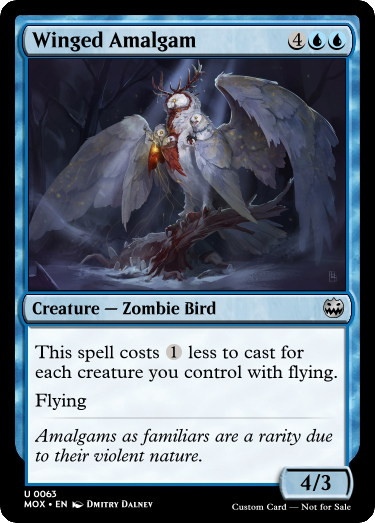 Winged Amalgam 4
Creature — Zombie Bird
This spell costs 1 less to cast for
each creature you control with flying.
Flying
Amalgams as familiars are a rarity due
to their violent nature.
4/3
U 0063
MOX • EN Dmitry Dalnev
Custom Card — Not for Sale